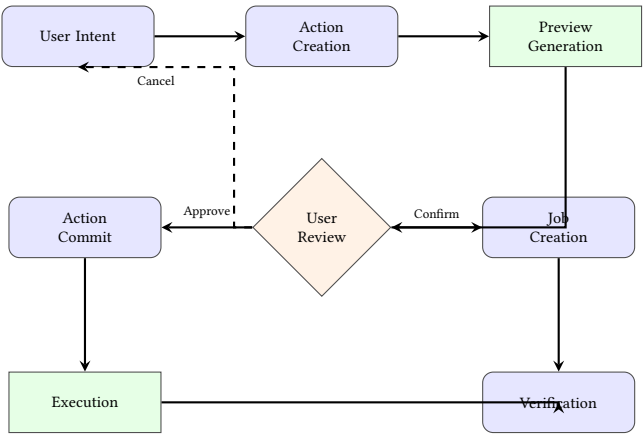 User Intent
Action
Creation
Preview
Generation
Cancel
Action
Commit
Approve
User
Review
Confirm
Job
Creation
Execution
Verification